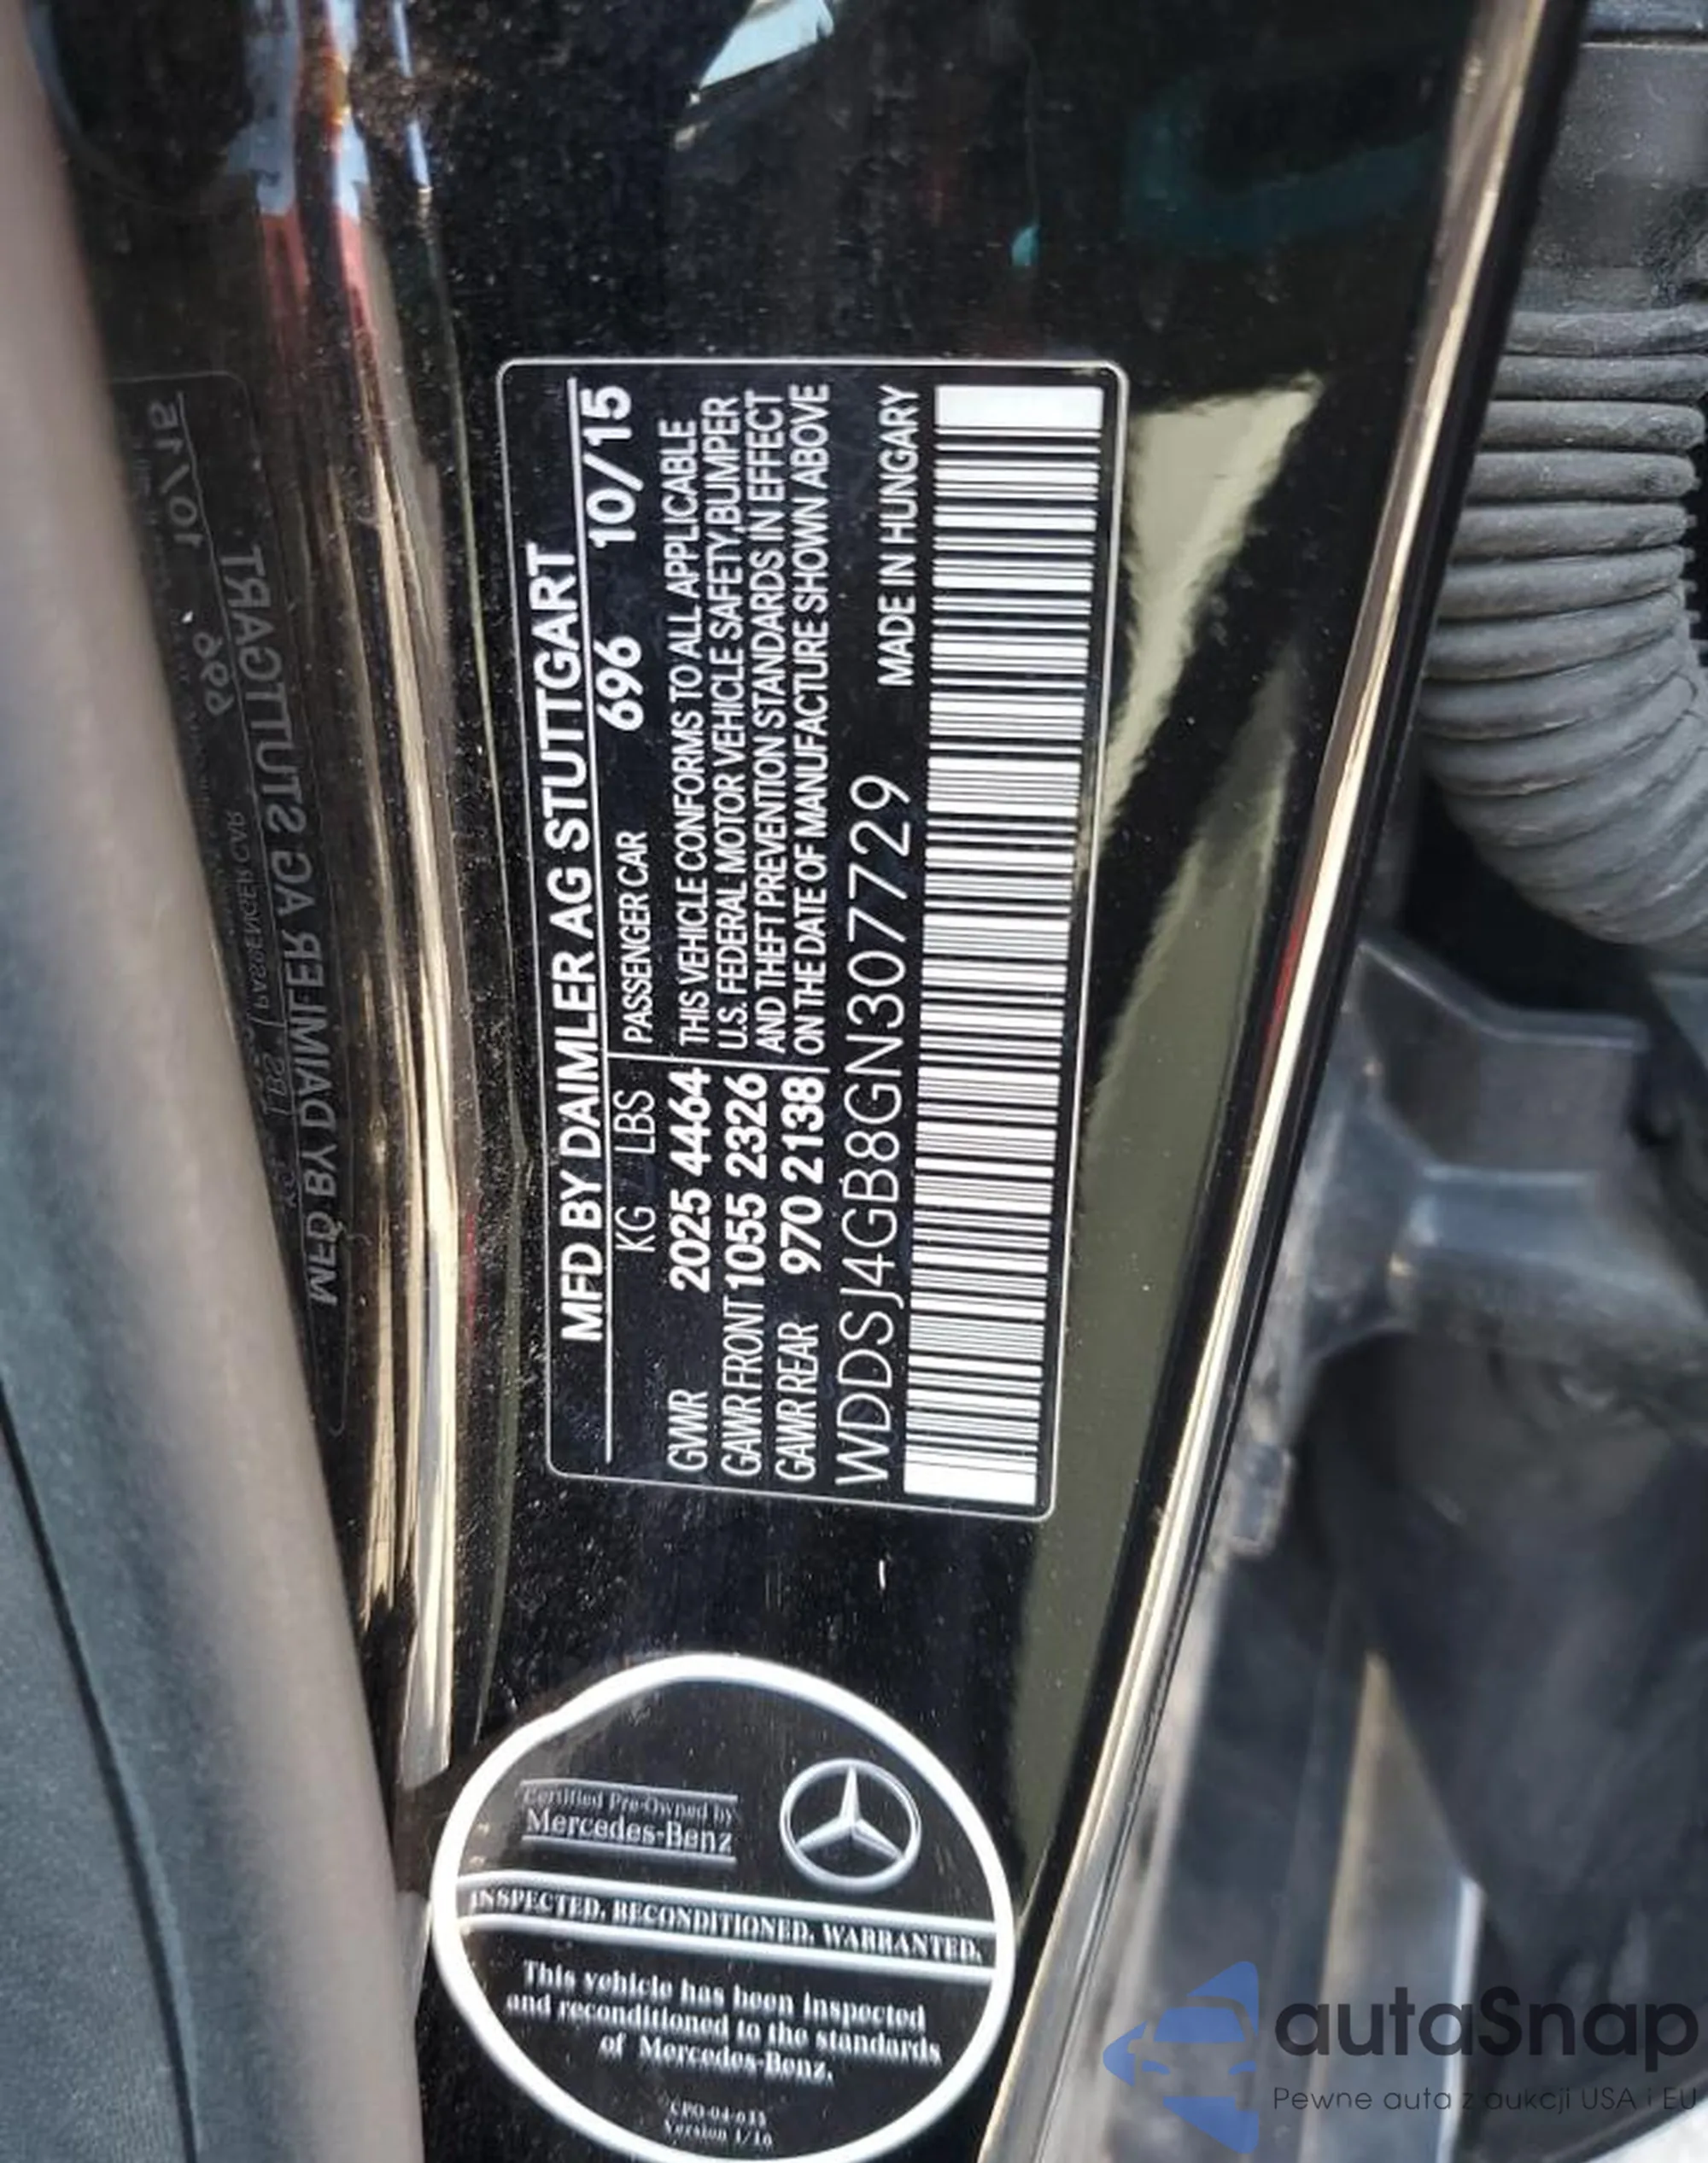 MFD BY DAIMLER AG STUTTGART
KG LBS PASSENGER CAR 696 10/15
GVWR 2025 4464 THIS VEHICLE CONFORMS TO ALL APPLICABLE
GAWR FRONT 1055 2326 U.S. FEDERAL MOTOR VEHICLE SAFETY, BUMPER
GAWR REAR 970 2138 AND THEFT PREVENTION STANDARDS IN EFFECT
ON THE DATE OF MANUFACTURE SHOWN ABOVE
WDDSJ4GB8GN307729 MADE IN HUNGARY
Certified Pre-Owned by
Mercedes-Benz
INSPECTED. RECONDITIONED. WARRANTED.
This vehicle has been inspected
and reconditioned to the standards
of Mercedes-Benz.
Version 1/16
autaSnap
Pewne auta z aukcji USA i EU